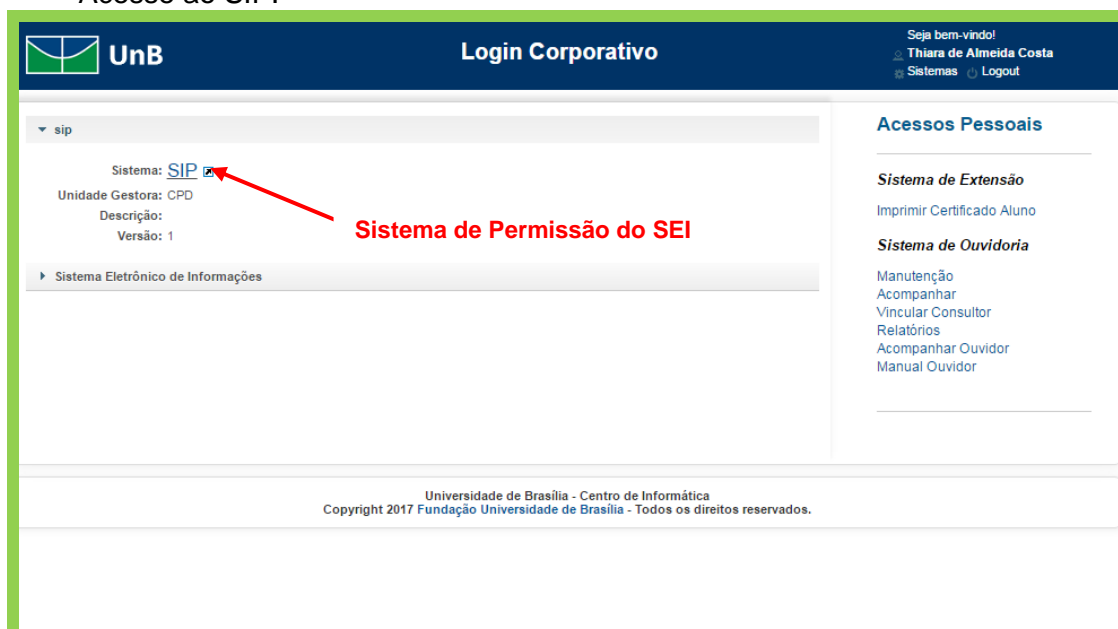 Acesso ao SIP:
UnB
Login Corporativo
Seja bem-vindo!
Thiara de Almeida Costa
Sistemas Logout
sip
Sistema: SIP
Unidade Gestora: CPD
Descrição:
Versão: 1
Sistema de Permissão do SEI
Sistema Eletrônico de Informações
Acessos Pessoais
Sistema de Extensão
Imprimir Certificado Aluno
Sistema de Ouvidoria
Manutenção
Acompanhar
Vincular Consultor
Relatórios
Acompanhar Ouvidor
Manual Ouvidor
Universidade de Brasília - Centro de Informática
Copyright 2017 Fundação Universidade de Brasília - Todos os direitos reservados.